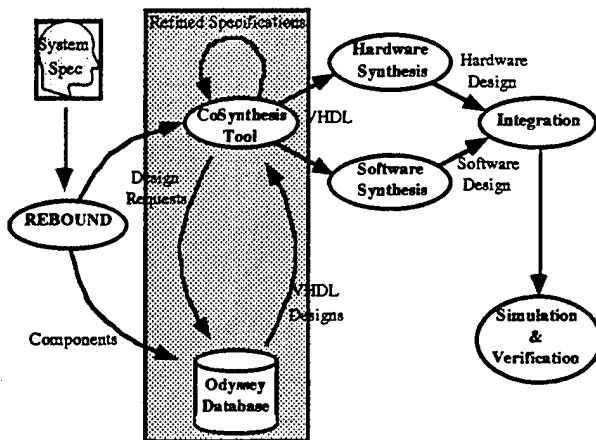 Refined Specifications
System
Spec
Hardware
Synthesis
Hardware
Design
CoSynthesis
Tool
VHDL
Integration
Software
Synthesis
Software
Design
Design
Requests
REBOUND
VHDL
Designs
Components
Simulation
&
Verification
Odyssey
Database